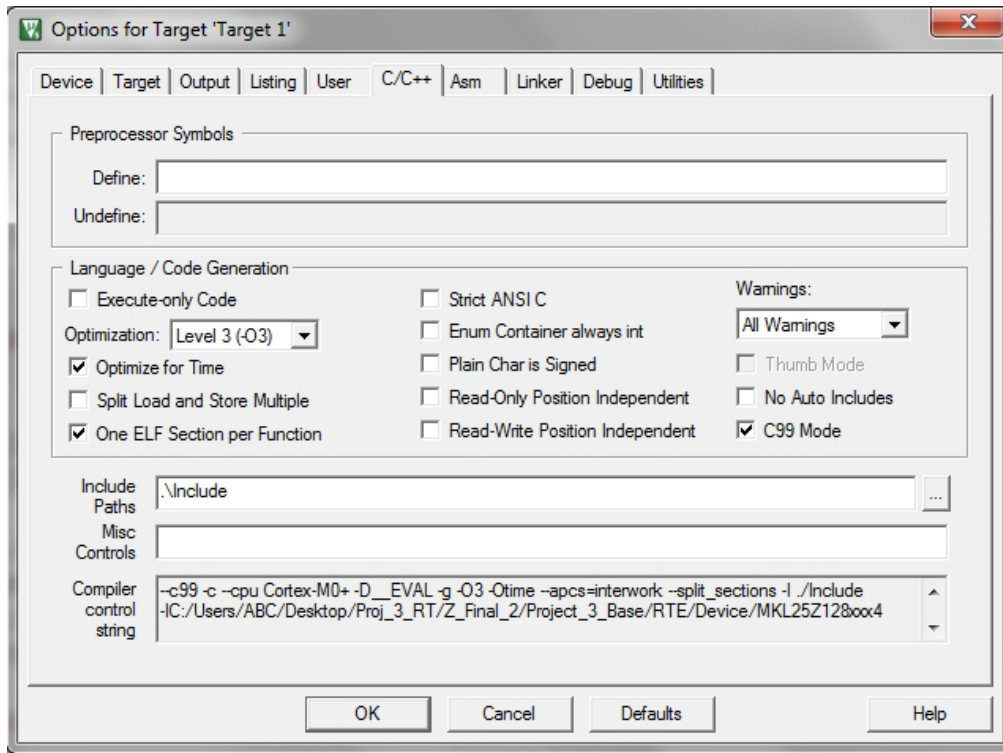 Options for Target 'Target 1'
Device Target Output Listing User C/C++ Asm Linker Debug Utilities
Preprocessor Symbols
Define:
Undefine:
Language / Code Generation
Execute-only Code
Optimization: Level 3 (-O3)
Optimize for Time
Split Load and Store Multiple
One ELF Section per Function
Strict ANSI C
Enum Container always int
Plain Char is Signed
Read-Only Position Independent
Read-Write Position Independent
Warnings:
All Warnings
Thumb Mode
No Auto Includes
C99 Mode
Include
Paths
.\Include
...
Misc
Controls
Compiler
control
string
--c99 -c --cpu Cortex-M0+ -D__EVAL -g -O3 -Otime --apcs=interwork --split_sections -I ./Include
-IC:/Users/ABC/Desktop/Proj_3_RT/Z_Final_2/Project_3_Base/RTE/Device/MKL25Z128xxx4
OK Cancel Defaults Help